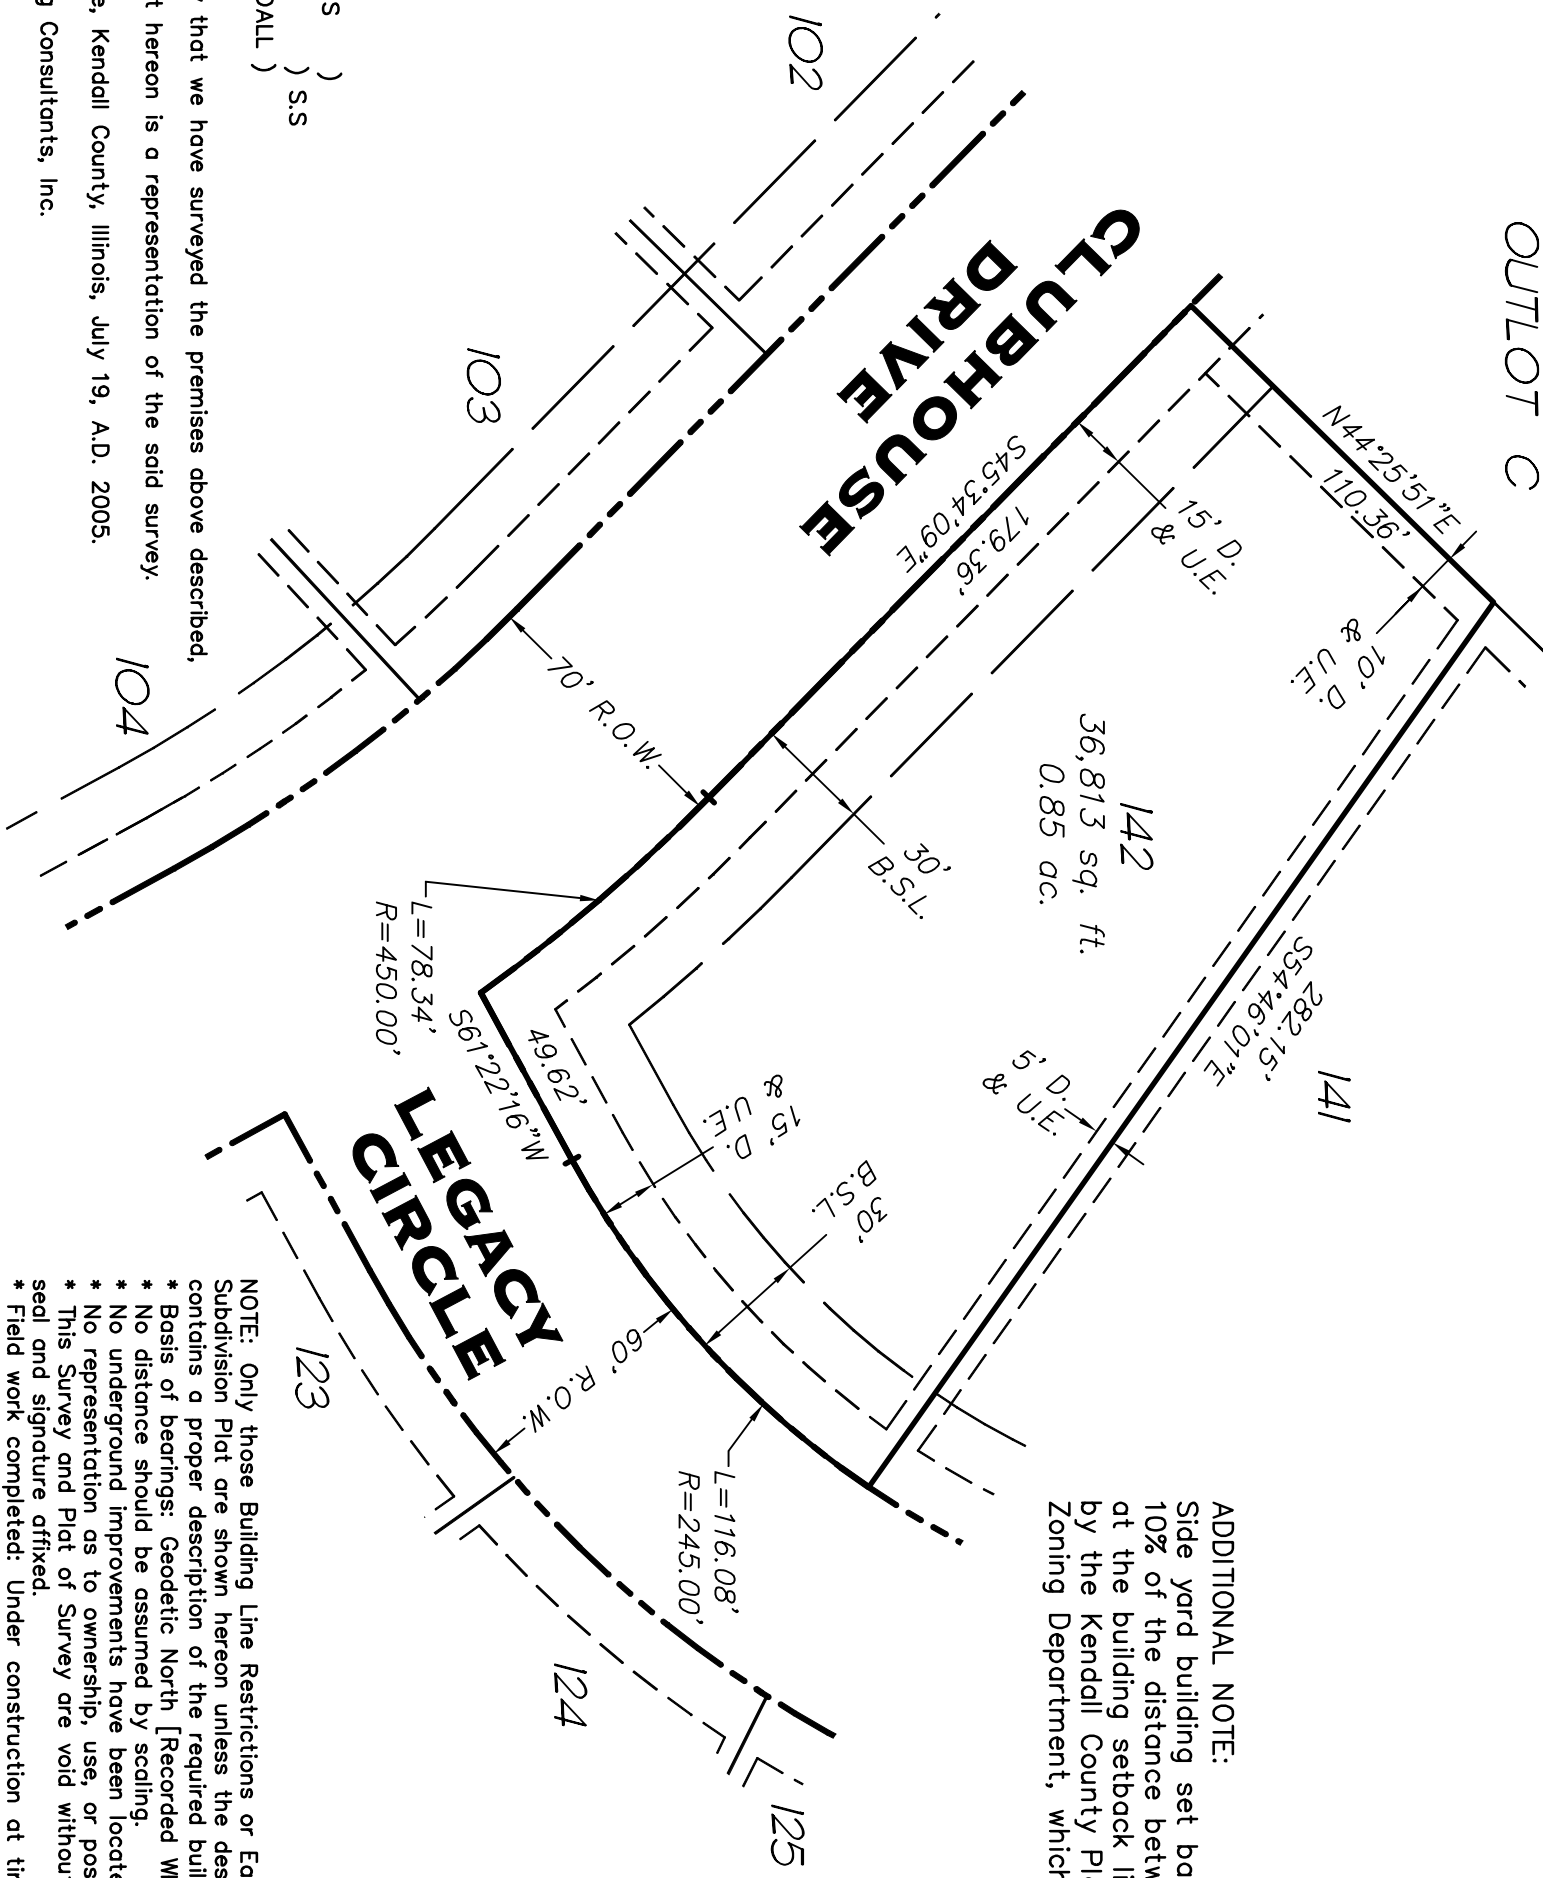 OUTLOT C
N44°25'51"E
110.36'
10' D.
& U.E.
15' D.
& U.E.
CLUBHOUSE
DRIVE
S45°34'09"E
179.36'
102
103
104
70' R.O.W.
142
36,813 sq. ft.
0.85 ac.
30'
B.S.L.
141
282.15'
S54°46'01"E
5' D.
& U.E.
L=78.34'
R=450.00'
49.62'
S61°22'16"W
15' D.
& U.E.
30'
B.S.L.
LEGACY
CIRCLE
60' R.O.W.
L=116.08'
R=245.00'
123
124
125
S )
) S.S
DALL )
that we have surveyed the premises above described,
t hereon is a representation of the said survey.
e, Kendall County, Illinois, July 19, A.D. 2005.
g Consultants, Inc.
ADDITIONAL NOTE:
Side yard building set ba
10% of the distance betw
at the building setback li
by the Kendall County Pl
Zoning Department, which
NOTE: Only those Building Line Restrictions or Ea
Subdivision Plat are shown hereon unless the des
contains a proper description of the required buil
* Basis of bearings: Geodetic North [Recorded W
* No distance should be assumed by scaling.
* No underground improvements have been locate
* No representation as to ownership, use, or pos
* This Survey and Plat of Survey are void withou
seal and signature affixed.
* Field work completed: Under construction at ti